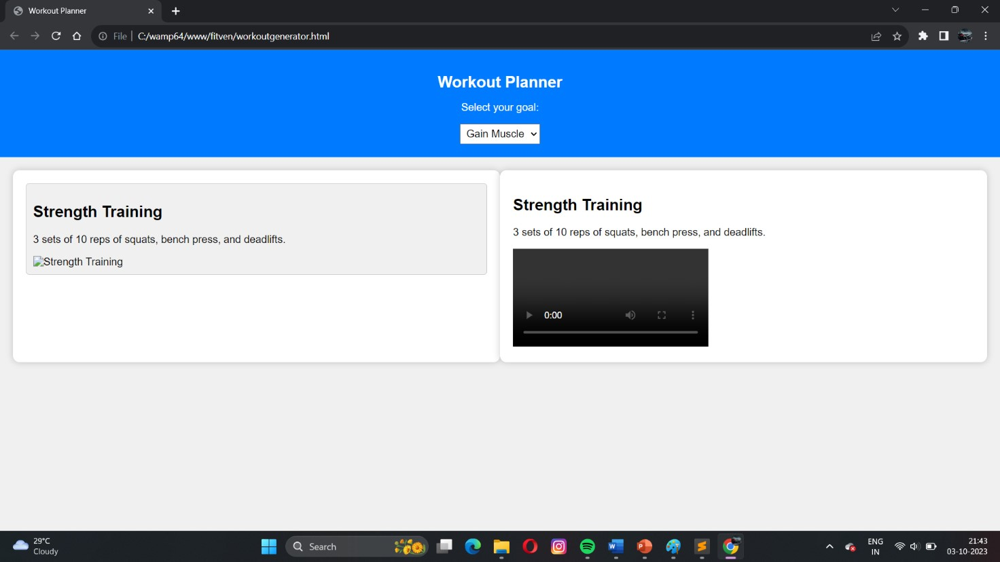 Workout Planner
File
C:/wamp64/www/fitven/workoutgenerator.html
Workout Planner
Select your goal:
Gain Muscle
Strength Training
3 sets of 10 reps of squats, bench press, and deadlifts.
Strength Training
Strength Training
3 sets of 10 reps of squats, bench press, and deadlifts.
0:00
29°C
Cloudy
Search
ENG
IN
21:43
03-10-2023